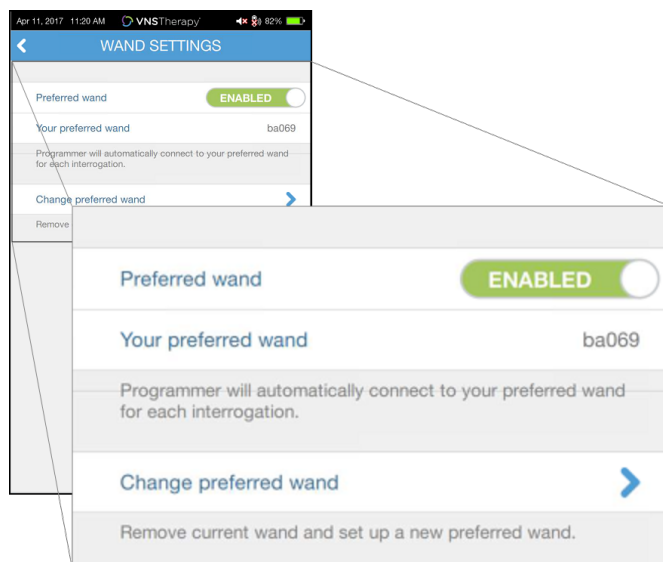 Apr 11, 2017 11:20 AM VNSTherapy 82%
WAND SETTINGS
Preferred wand ENABLED
Your preferred wand ba069
Programmer will automatically connect to your preferred wand
for each interrogation.
Change preferred wand
Remove
Preferred wand ENABLED
Your preferred wand ba069
Programmer will automatically connect to your preferred wand
for each interrogation.
Change preferred wand
Remove current wand and set up a new preferred wand.